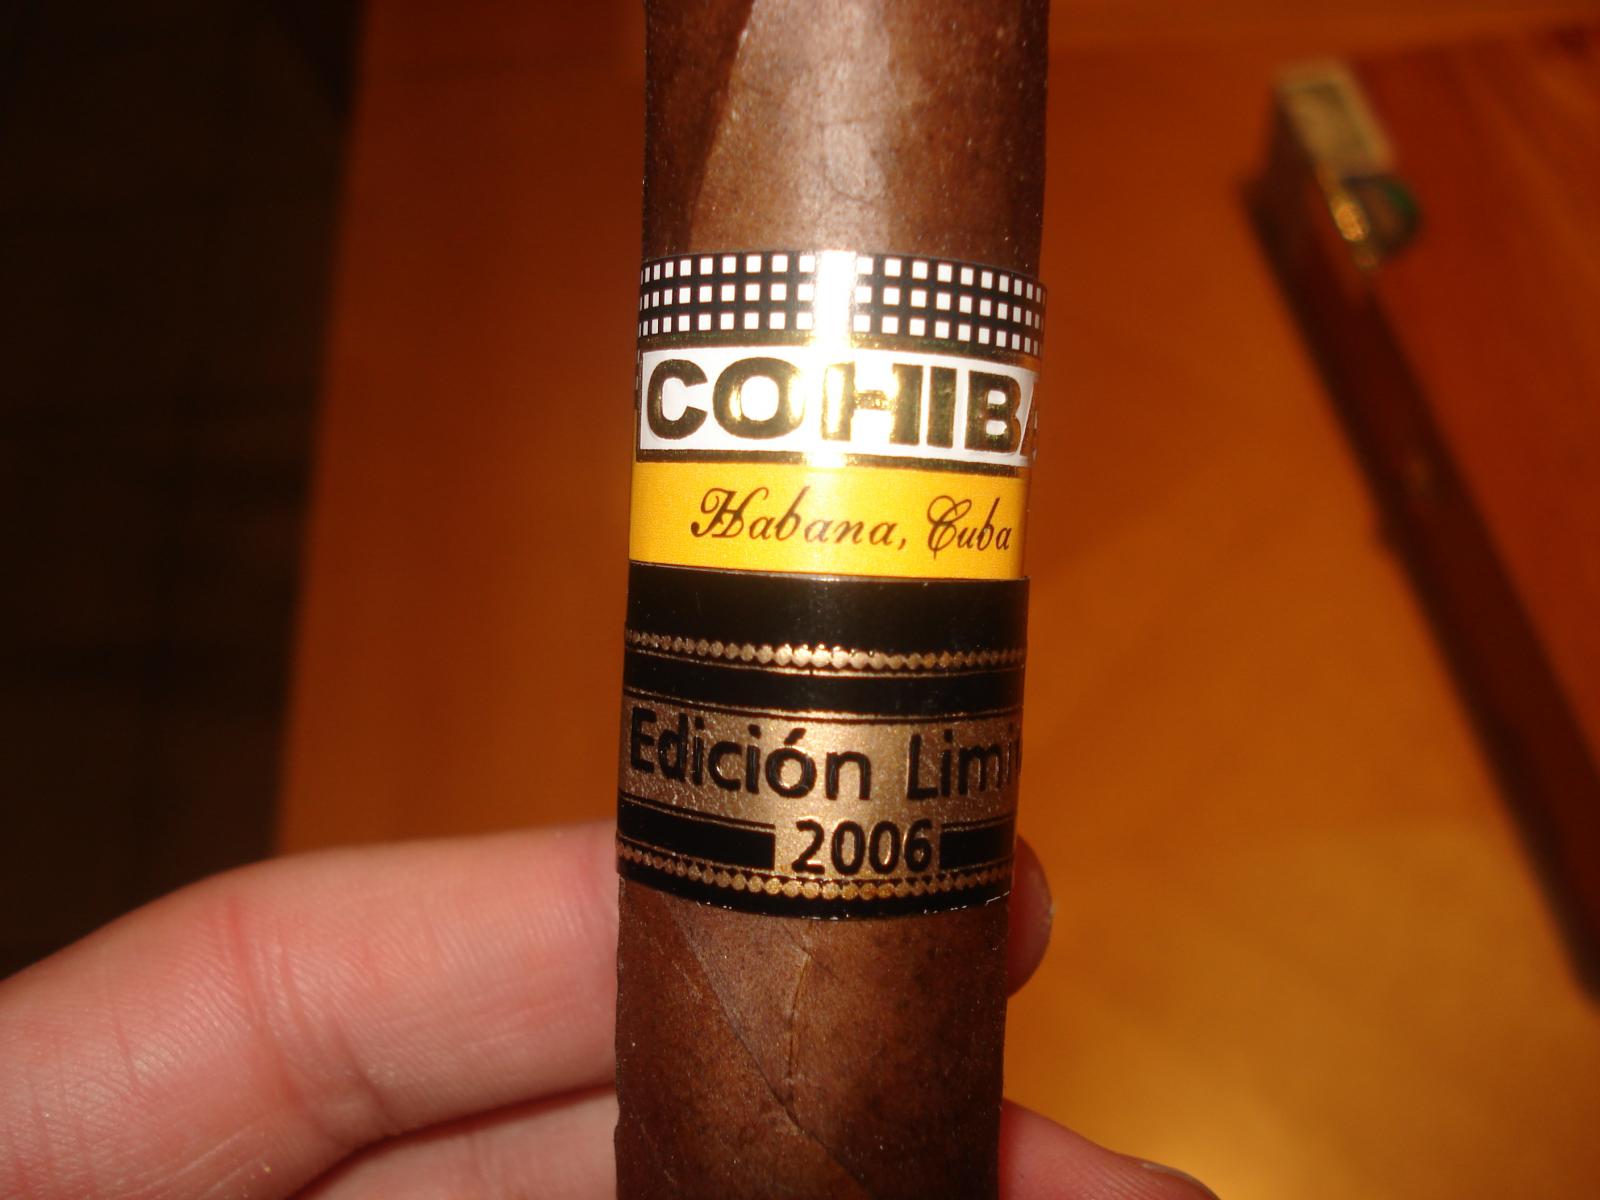 COHIBA
Habana, Cuba
Edición Limi
2006